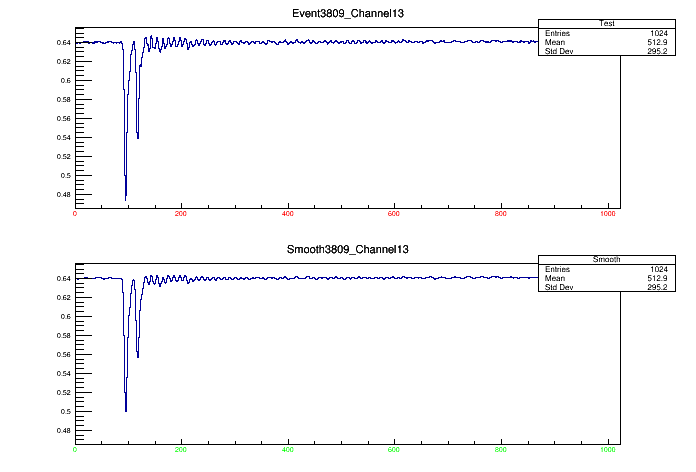 Event3809_Channel13
Test
Entries 1024
Mean 512.9
Std Dev 295.2
0.64
0.62
0.6
0.58
0.56
0.54
0.52
0.5
0.48
0 200 400 600 800 1000
Smooth3809_Channel13
Smooth
Entries 1024
Mean 512.9
Std Dev 295.2
0.64
0.62
0.6
0.58
0.56
0.54
0.52
0.5
0.48
0 200 400 600 800 1000